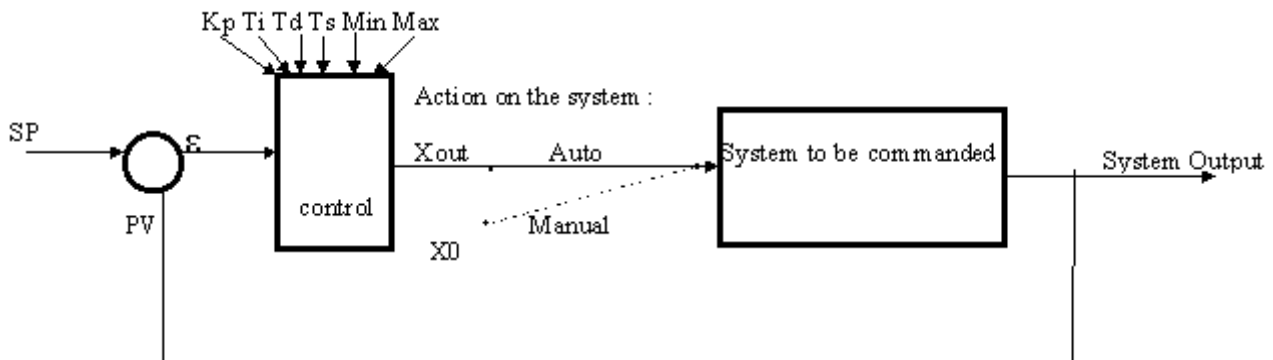 Kp Ti Td Ts Min Max
Action on the system :
SP
ε
Xout
Auto
System to be commanded
System Output
control
PV
Manual
X0